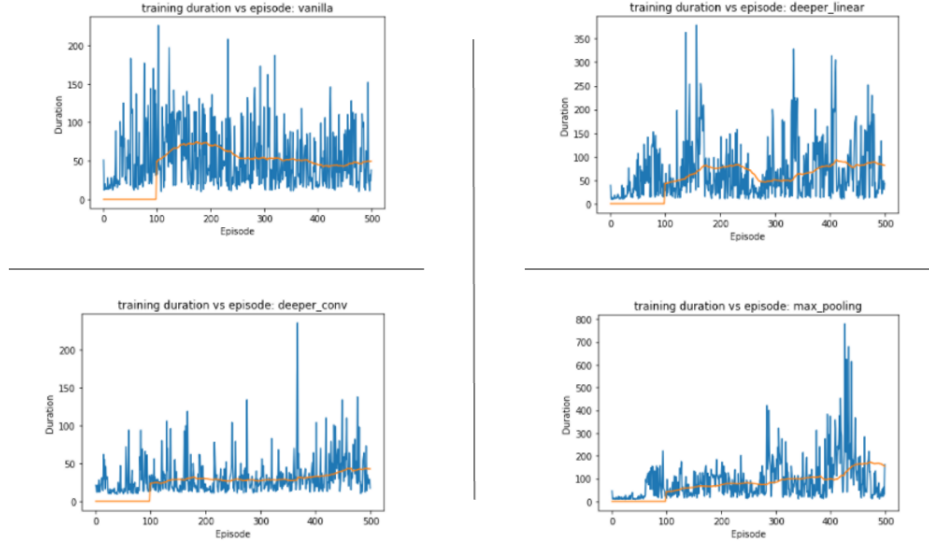 training duration vs episode: vanilla
200
150
100
50
0
Duration
0 100 200 300 400 500
Episode
training duration vs episode: deeper_linear
350
300
250
200
150
100
50
0
Duration
0 100 200 300 400 500
Episode
training duration vs episode: deeper_conv
200
150
100
50
0
Duration
0 100 200 300 400 500
Episode
training duration vs episode: max_pooling
800
700
600
500
400
300
200
100
0
Duration
0 100 200 300 400 500
Episode